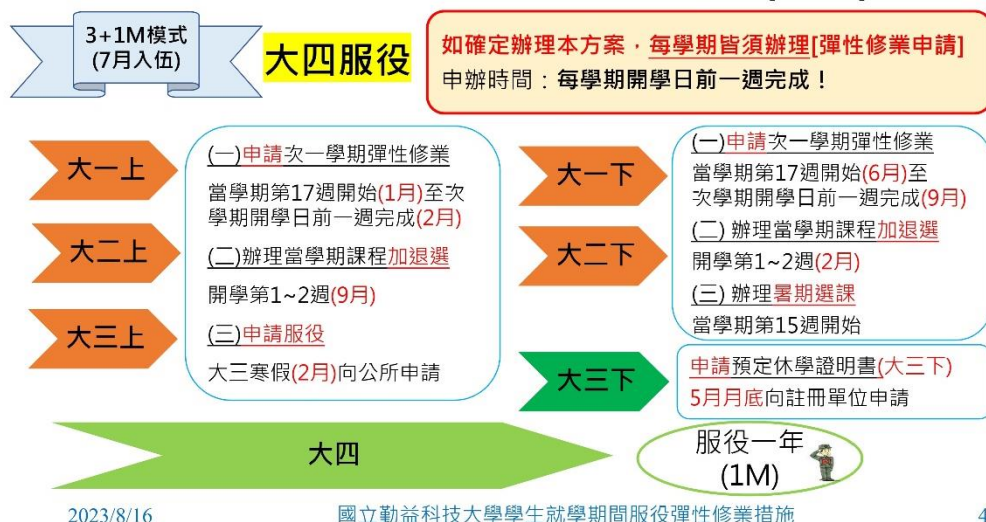 3+1M模式
(7月入伍)
大四服役
如確定辦理本方案，每學期皆須辦理[彈性修業申請]
申辦時間：每學期開學日前一週完成！
大一上
大二上
大三上
(一)申請次一學期彈性修業
當學期第17週開始(1月)至次
學期開學日前一週完成(2月)
(二)辦理當學期課程加退選
開學第1~2週(9月)
(三)申請服役
大三寒假(2月)向公所申請
大一下
大二下
(一)申請次一學期彈性修業
當學期第17週開始(6月)至
次學期開學日前一週完成(9月)
(二) 辦理當學期課程加退選
開學第1~2週(2月)
(三) 辦理暑期選課
當學期第15週開始
大三下
申請預定休學證明書(大三下)
5月月底向註冊單位申請
大四
服役一年
(1M)
2023/8/16
國立勤益科技大學學生就學期間服役彈性修業措施
4